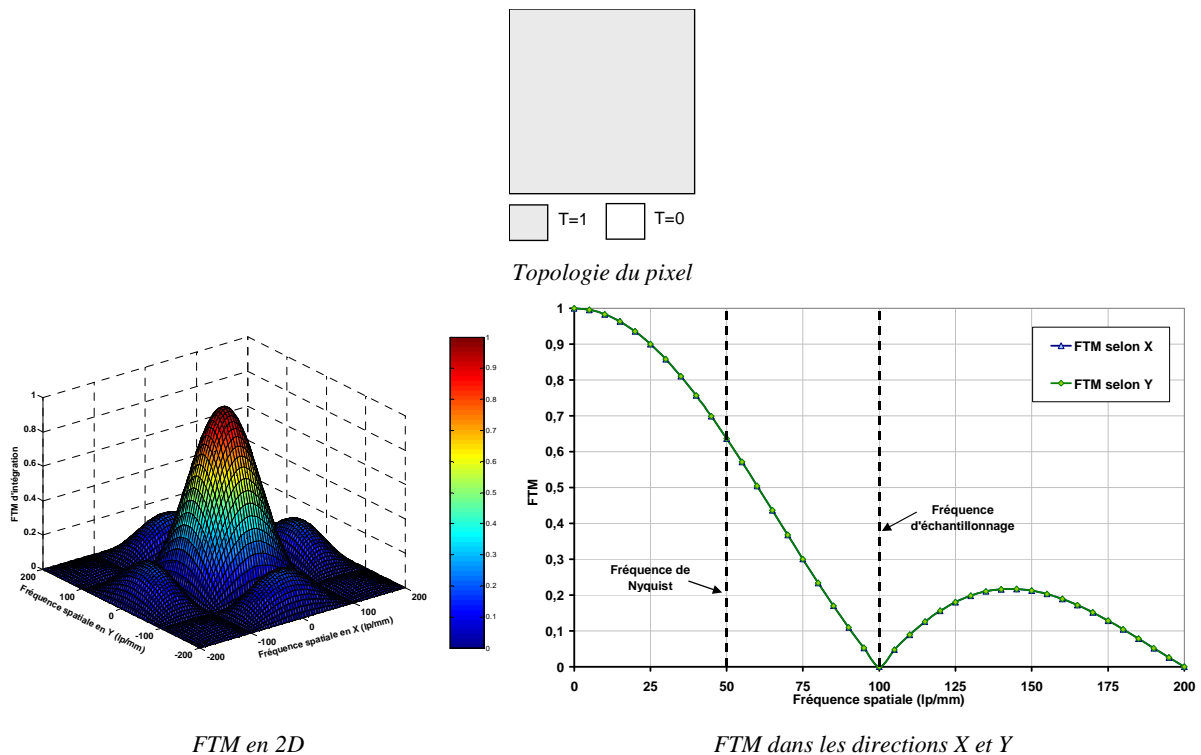 T=1 T=0
Topologie du pixel
FTM d'intégration
1
0.8
0.6
0.4
0.2
0
200
100
0
-100
-200
Fréquence spatiale en Y (lp/mm)
-200
-100
0
100
200
Fréquence spatiale en X (lp/mm)
1
0.9
0.8
0.7
0.6
0.5
0.4
0.3
0.2
0.1
0
FTM en 2D
FTM
1
0,9
0,8
0,7
0,6
0,5
0,4
0,3
0,2
0,1
0
FTM selon X
FTM selon Y
Fréquence
d'échantillonnage
Fréquence de
Nyquist
0 25 50 75 100 125 150 175 200
Fréquence spatiale (lp/mm)
FTM dans les directions X et Y